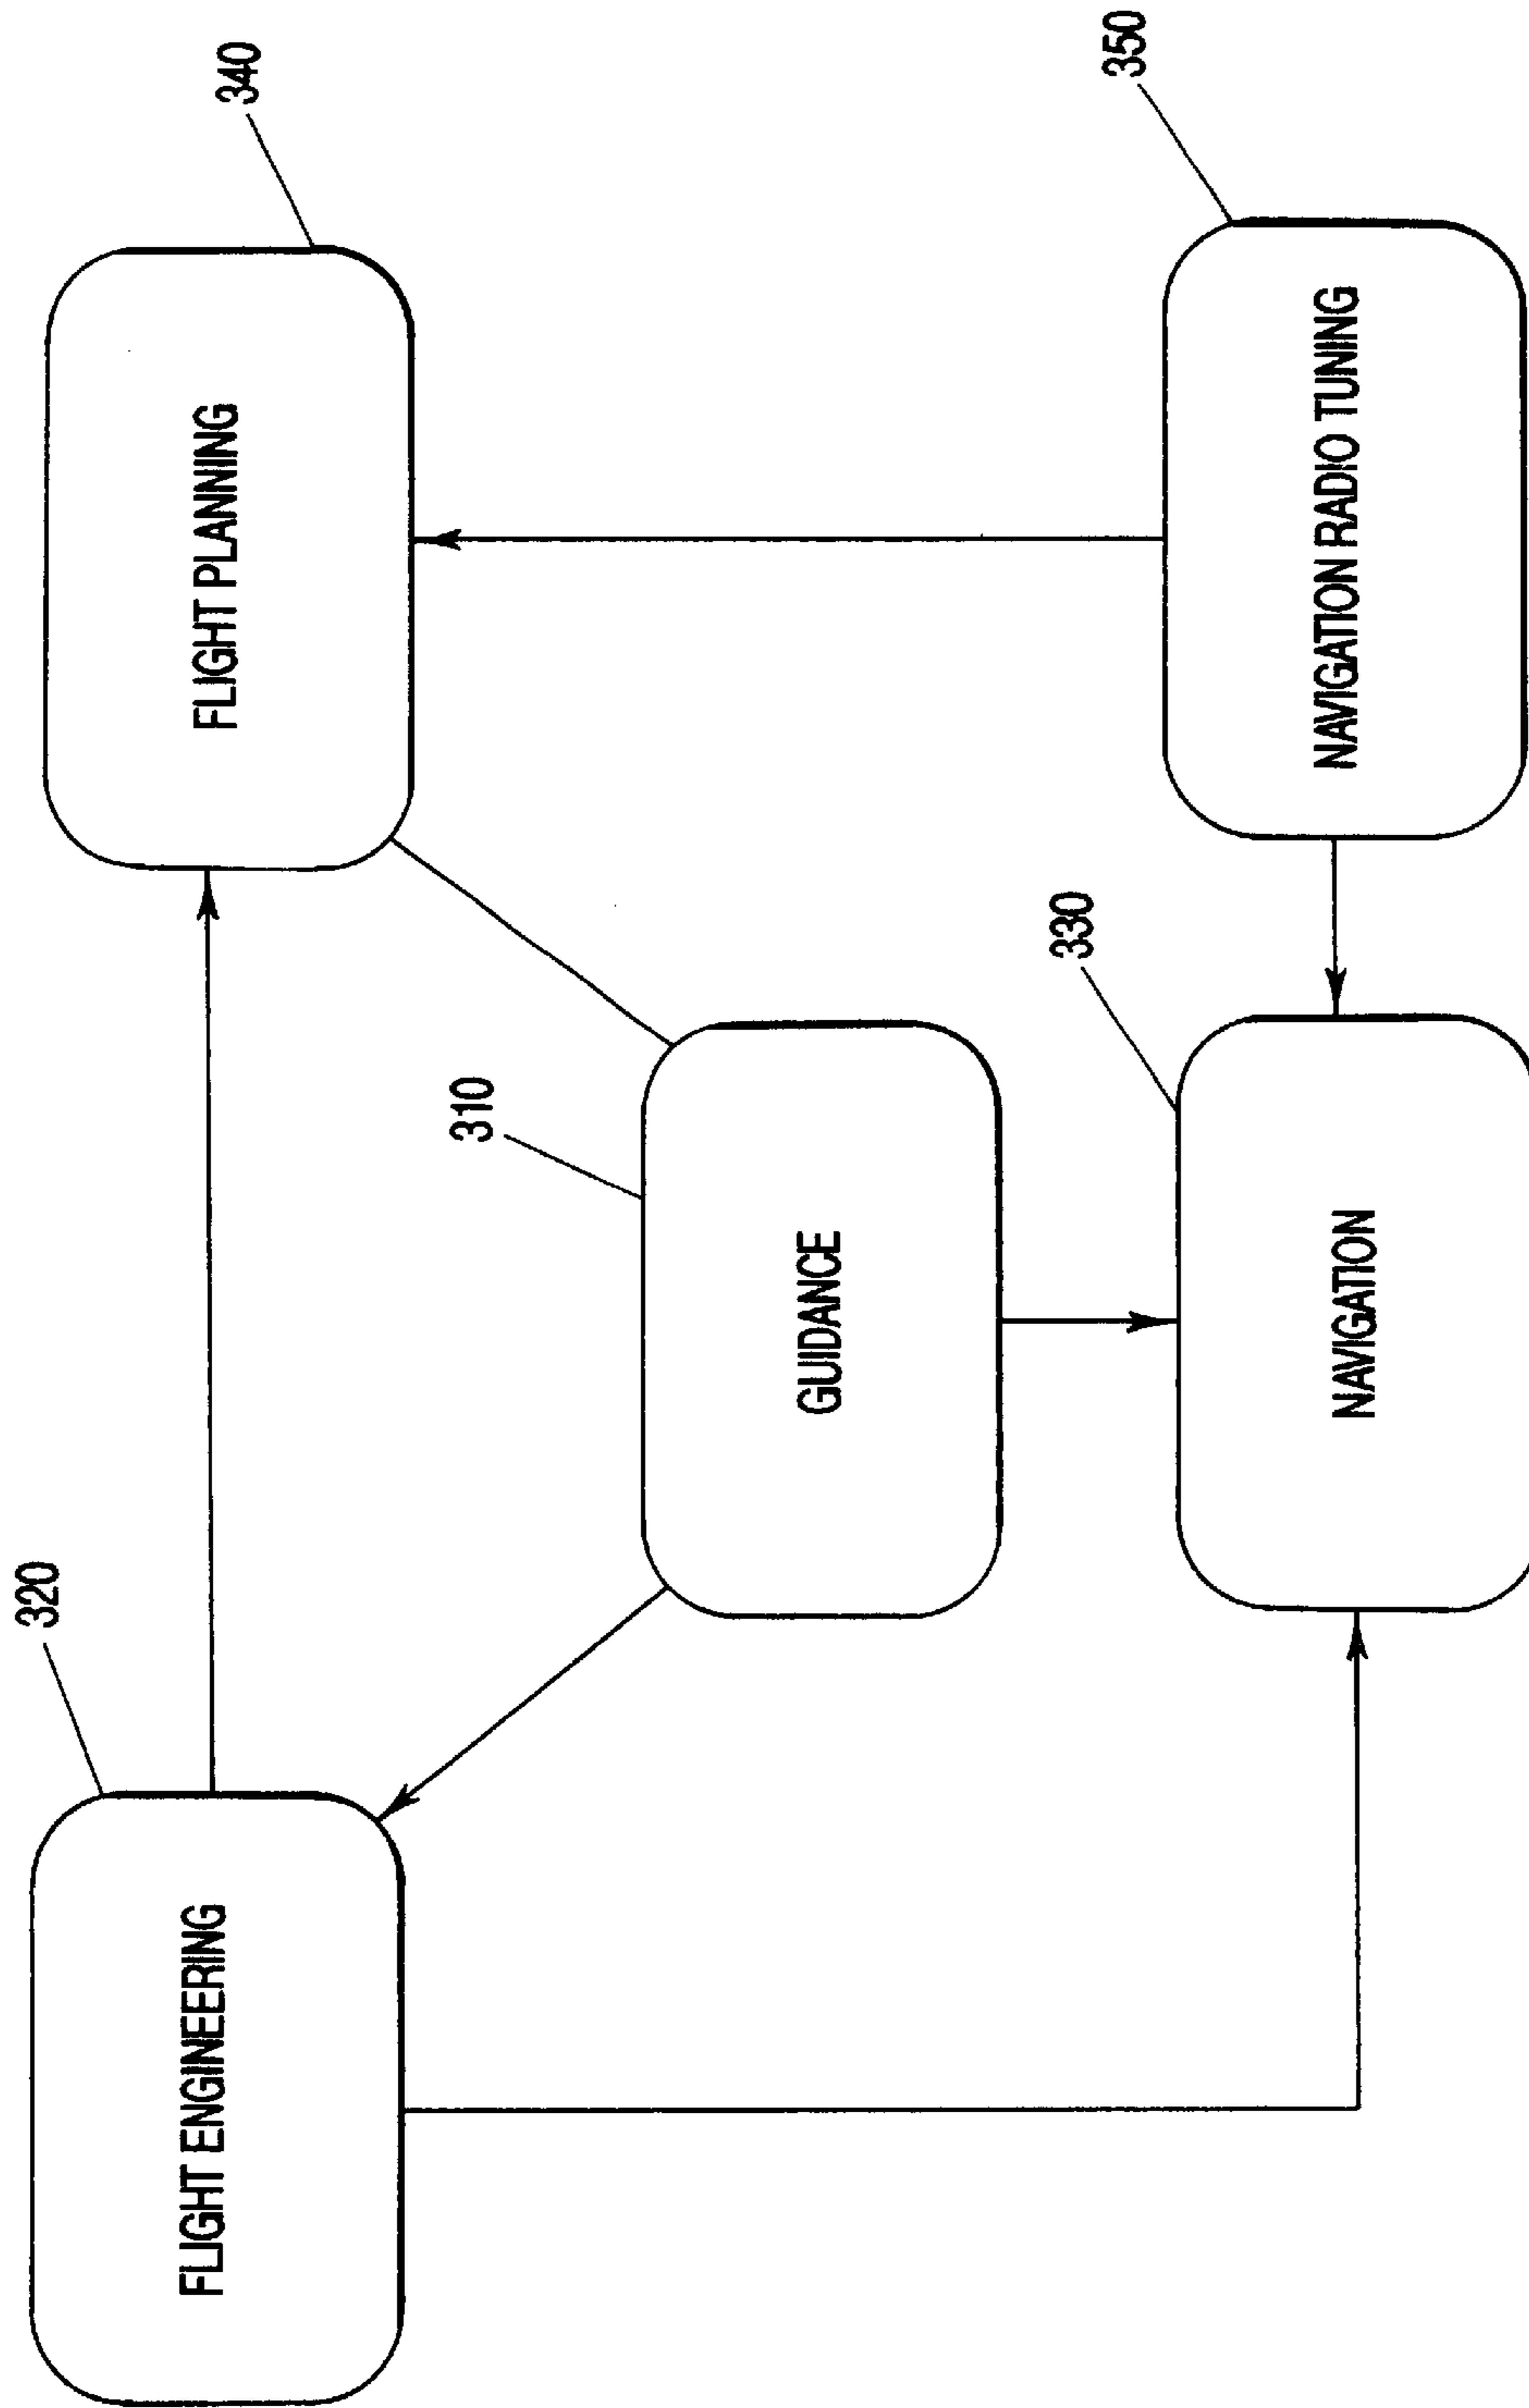 320
FLIGHT ENGINEERING
340
FLIGHT PLANNING
310
GUIDANCE
330
NAVIGATION
350
NAVIGATION RADIO TUNING